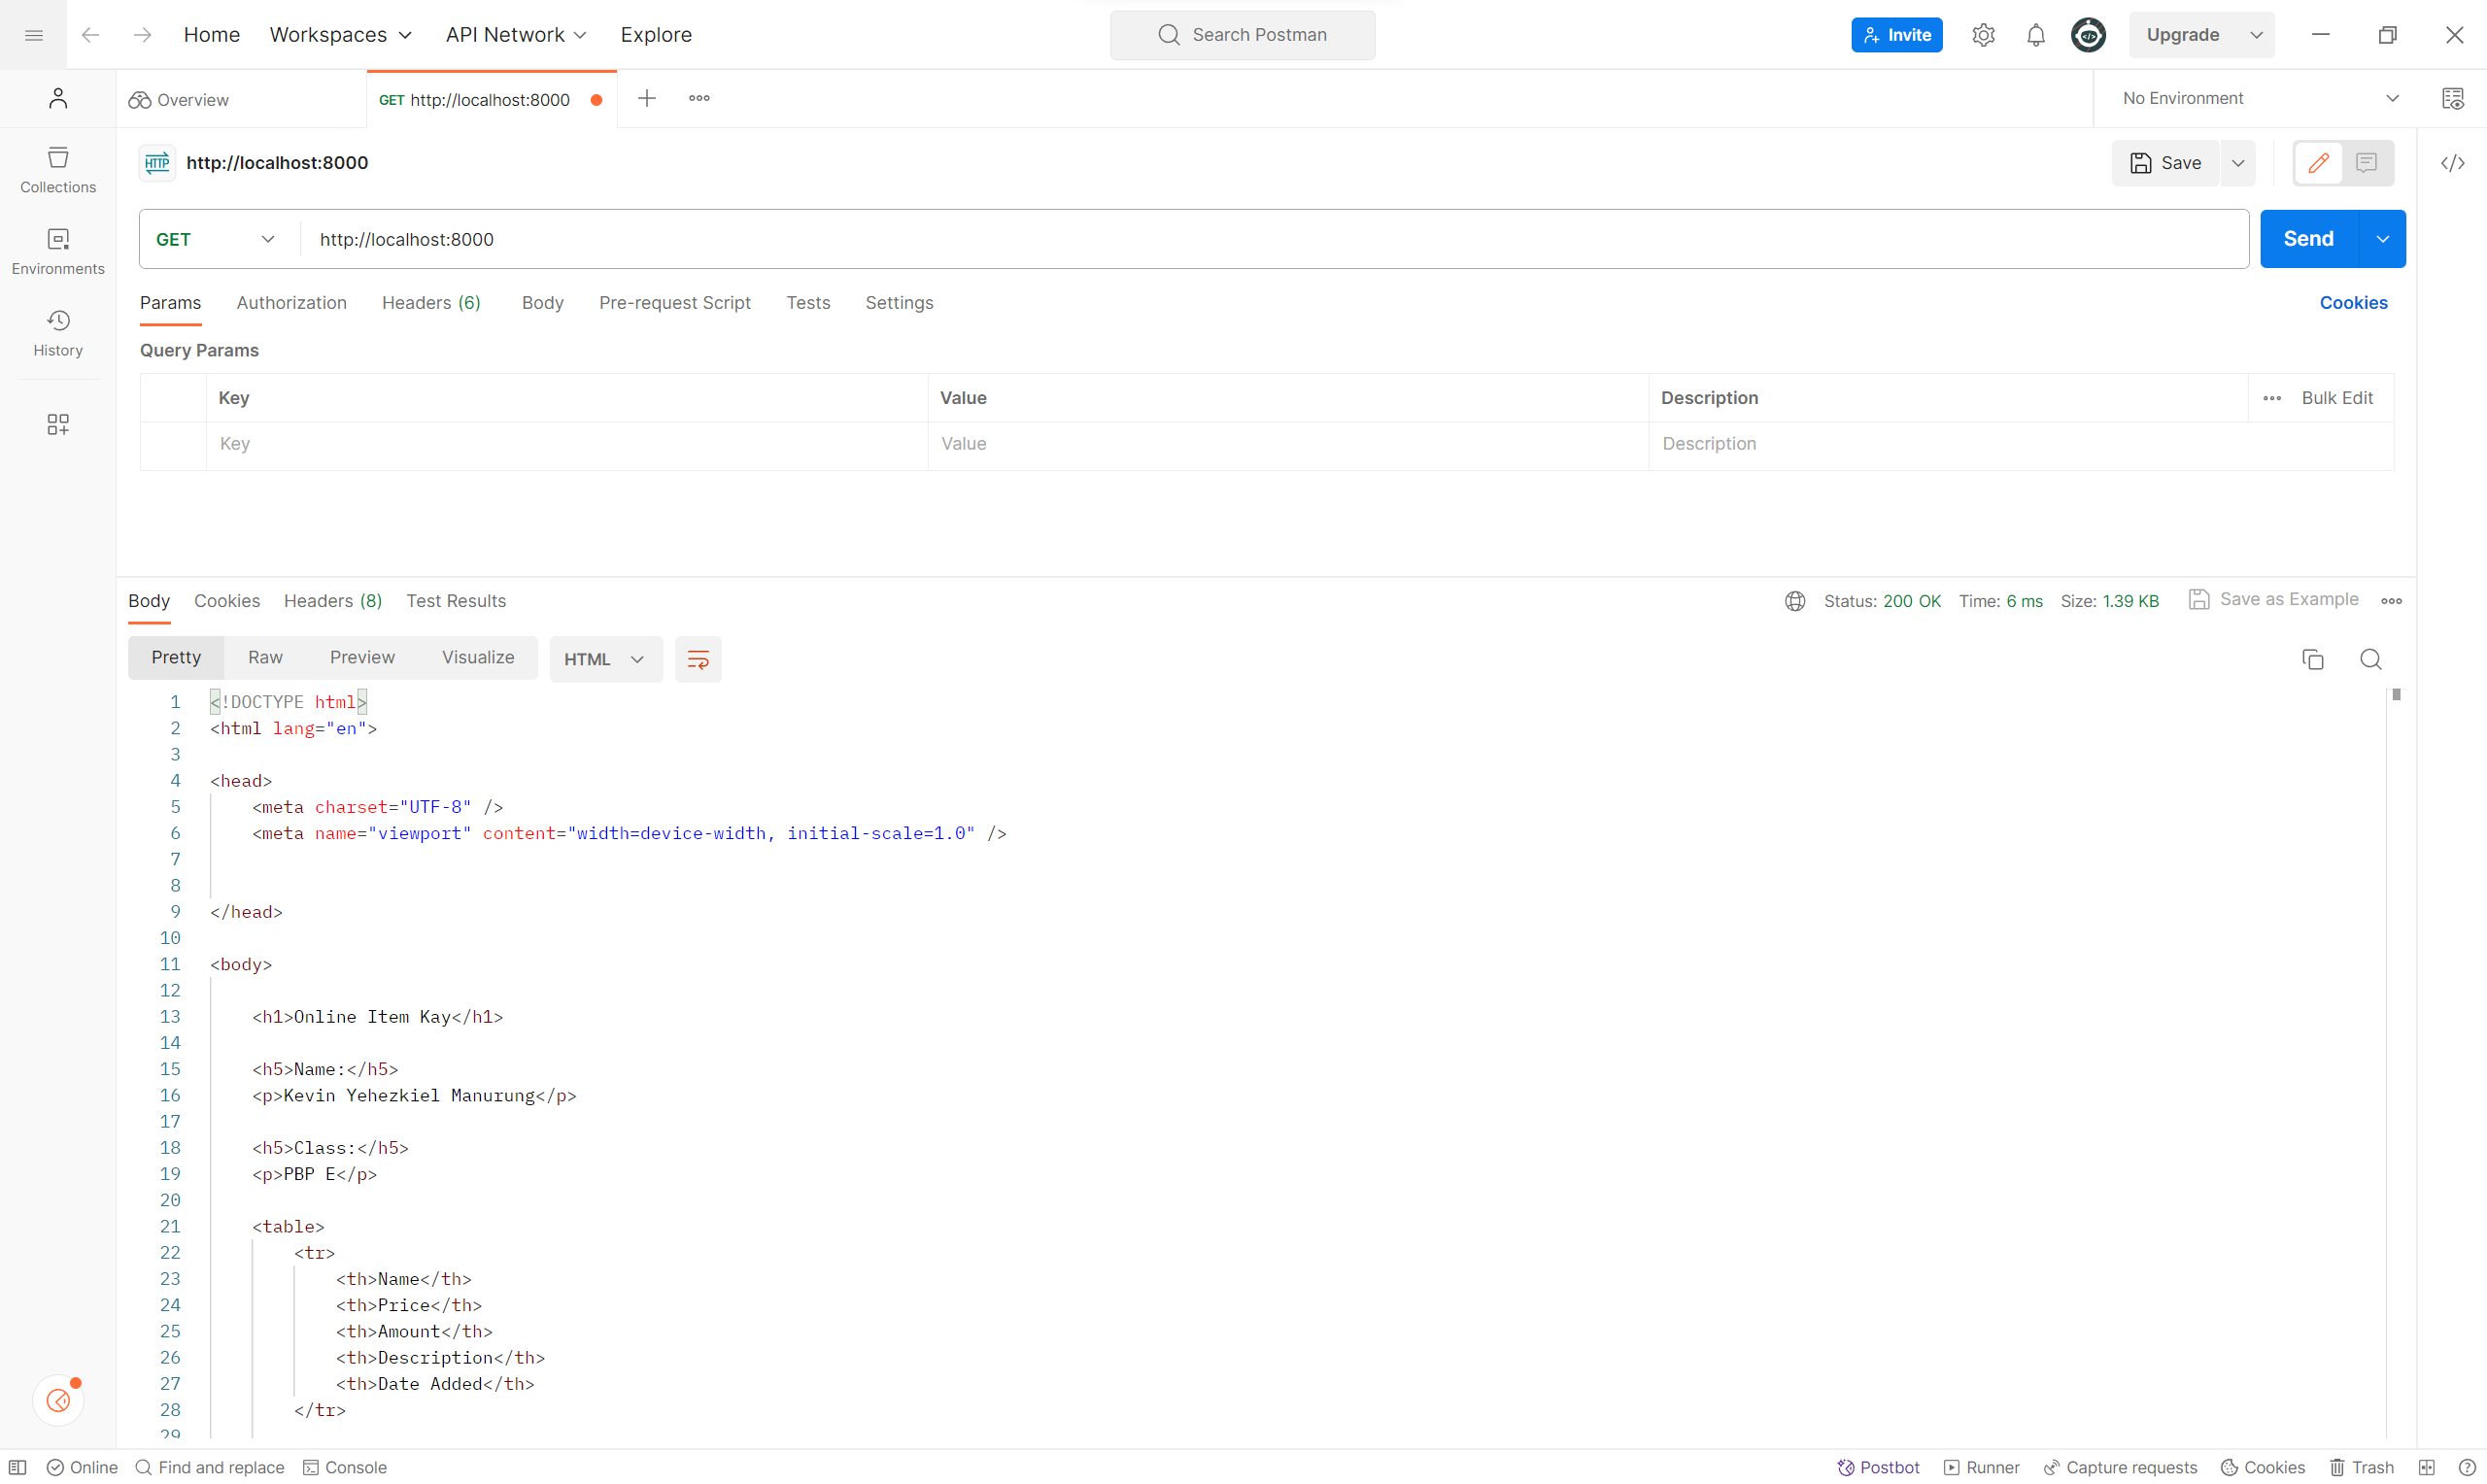 Home Workspaces API Network Explore Search Postman Invite Upgrade
Overview GET http://localhost:8000 No Environment
HTTP http://localhost:8000 Save
Collections
GET http://localhost:8000 Send
Environments
Params Authorization Headers (6) Body Pre-request Script Tests Settings Cookies
History
Query Params
Key Value Description Bulk Edit
Key Value Description
Body Cookies Headers (8) Test Results Status: 200 OK Time: 6 ms Size: 1.39 KB Save as Example
Pretty Raw Preview Visualize HTML
1 <!DOCTYPE html>
2 <html lang="en">
3
4 <head>
5 <meta charset="UTF-8" />
6 <meta name="viewport" content="width=device-width, initial-scale=1.0" />
7
8
9 </head>
10
11 <body>
12
13 <h1>Online Item Kay</h1>
14
15 <h5>Name:</h5>
16 <p>Kevin Yehezkiel Manurung</p>
17
18 <h5>Class:</h5>
19 <p>PBP E</p>
20
21 <table>
22 <tr>
23 <th>Name</th>
24 <th>Price</th>
25 <th>Amount</th>
26 <th>Description</th>
27 <th>Date Added</th>
28 </tr>
29
Online Find and replace Console Postbot Runner Capture requests Cookies Trash